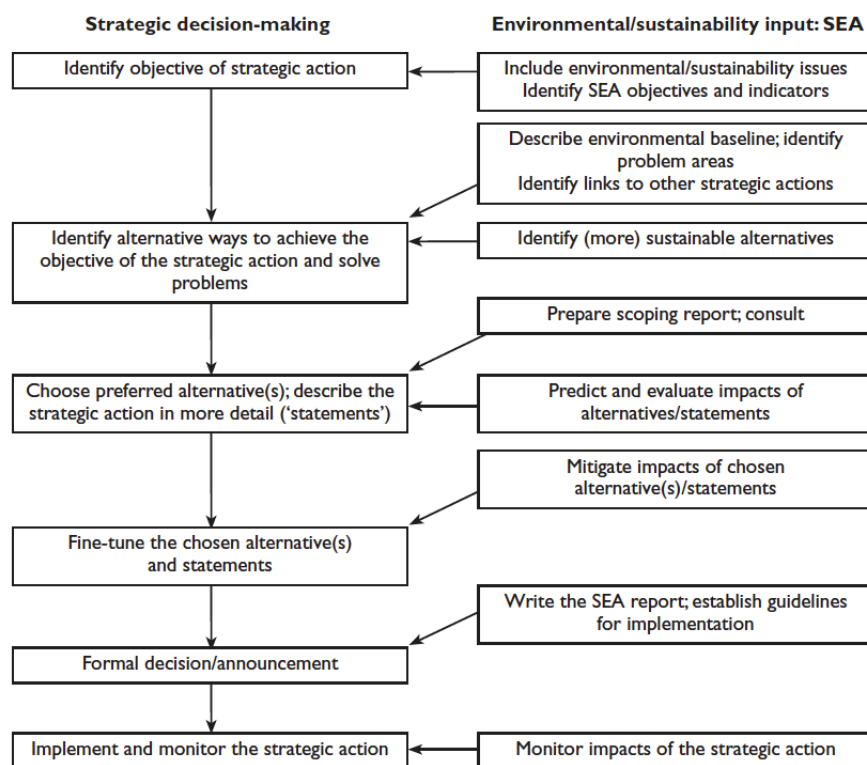 Strategic decision-making
Environmental/sustainability input: SEA
Identify objective of strategic action
Include environmental/sustainability issues
Identify SEA objectives and indicators
Describe environmental baseline; identify
problem areas
Identify links to other strategic actions
Identify alternative ways to achieve the
objective of the strategic action and solve
problems
Identify (more) sustainable alternatives
Prepare scoping report; consult
Choose preferred alternative(s); describe the
strategic action in more detail (‘statements’)
Predict and evaluate impacts of
alternatives/statements
Mitigate impacts of chosen
alternative(s)/statements
Fine-tune the chosen alternative(s)
and statements
Write the SEA report; establish guidelines
for implementation
Formal decision/announcement
Implement and monitor the strategic action
Monitor impacts of the strategic action